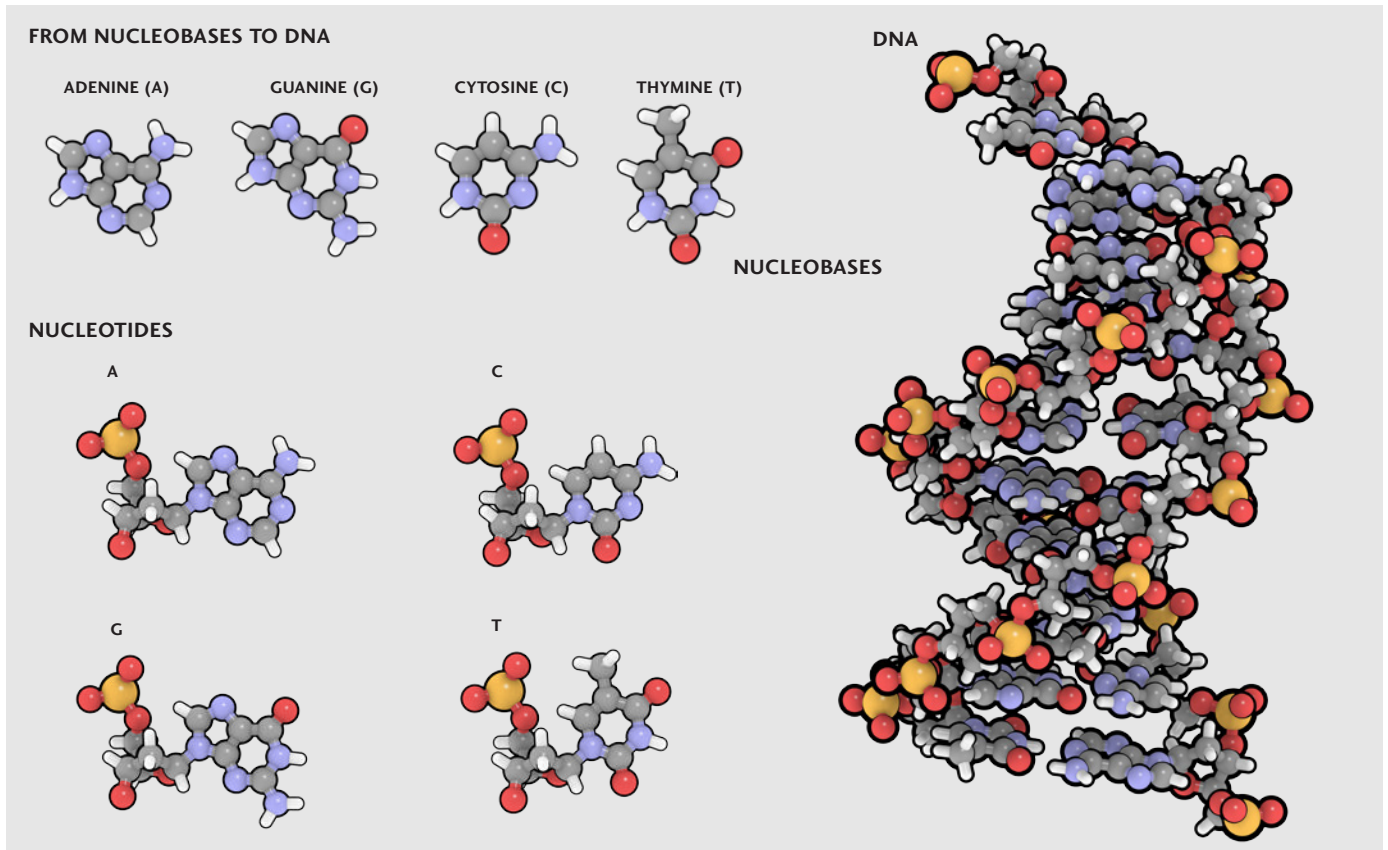 FROM NUCLEOBASES TO DNA
DNA
ADENINE (A)
GUANINE (G)
CYTOSINE (C)
THYMINE (T)
NUCLEOBASES
NUCLEOTIDES
A
C
G
T